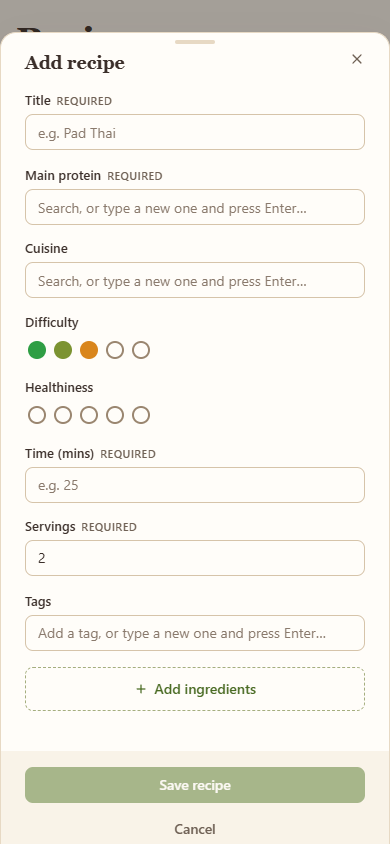 Add recipe
Title REQUIRED
e.g. Pad Thai
Main protein REQUIRED
Search, or type a new one and press Enter...
Cuisine
Search, or type a new one and press Enter...
Difficulty
Healthiness
Time (mins) REQUIRED
e.g. 25
Servings REQUIRED
2
Tags
Add a tag, or type a new one and press Enter...
+ Add ingredients
Save recipe
Cancel